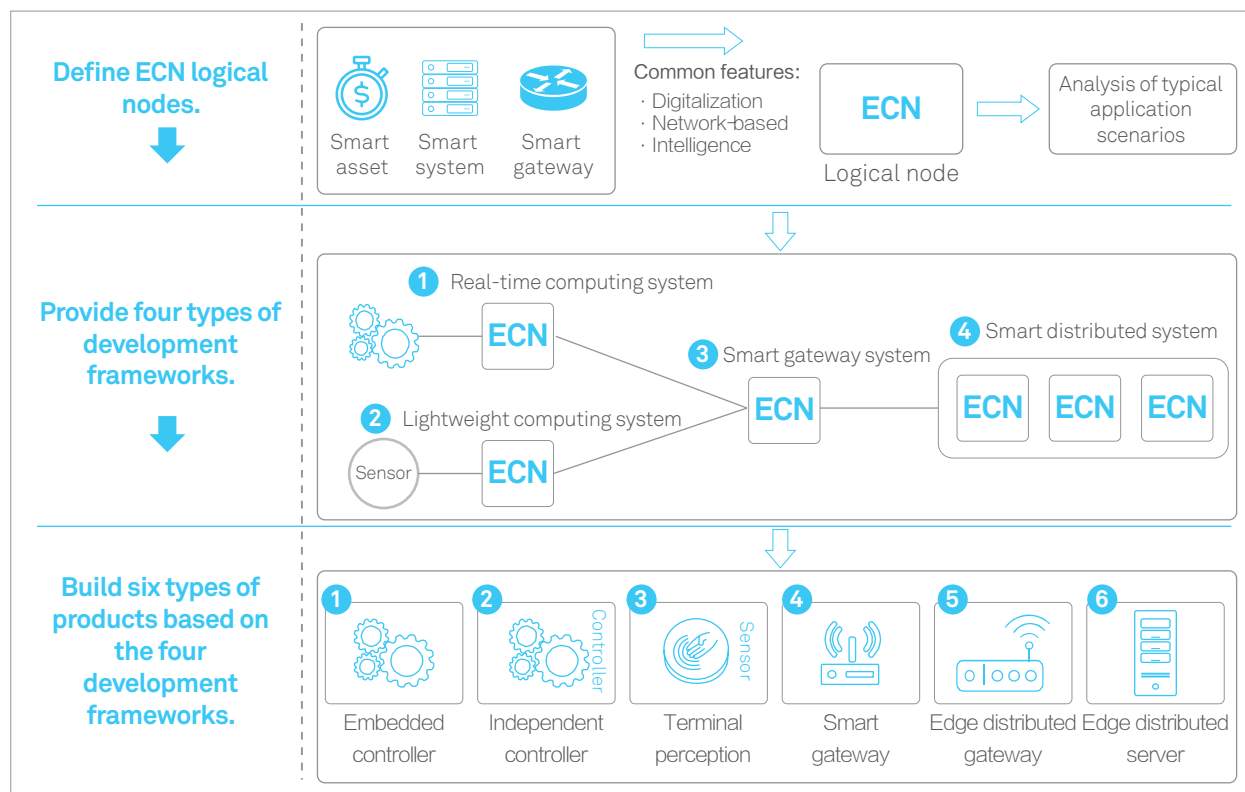 Define ECN logical
nodes.
$
Smart
asset
Smart
system
Smart
gateway
Common features:
· Digitalization
· Network-based
· Intelligence
ECN
Logical node
Analysis of typical
application
scenarios
Provide four types of
development
frameworks.
1 Real-time computing system
ECN
2 Lightweight computing system
Sensor
ECN
3 Smart gateway system
ECN
4 Smart distributed system
ECN ECN ECN
Build six types of
products based on
the four
development
frameworks.
1
Embedded
controller
2
Controller
Independent
controller
3
Sensor
Terminal
perception
4
Smart
gateway
5
Edge distributed
gateway
6
Edge distributed
server